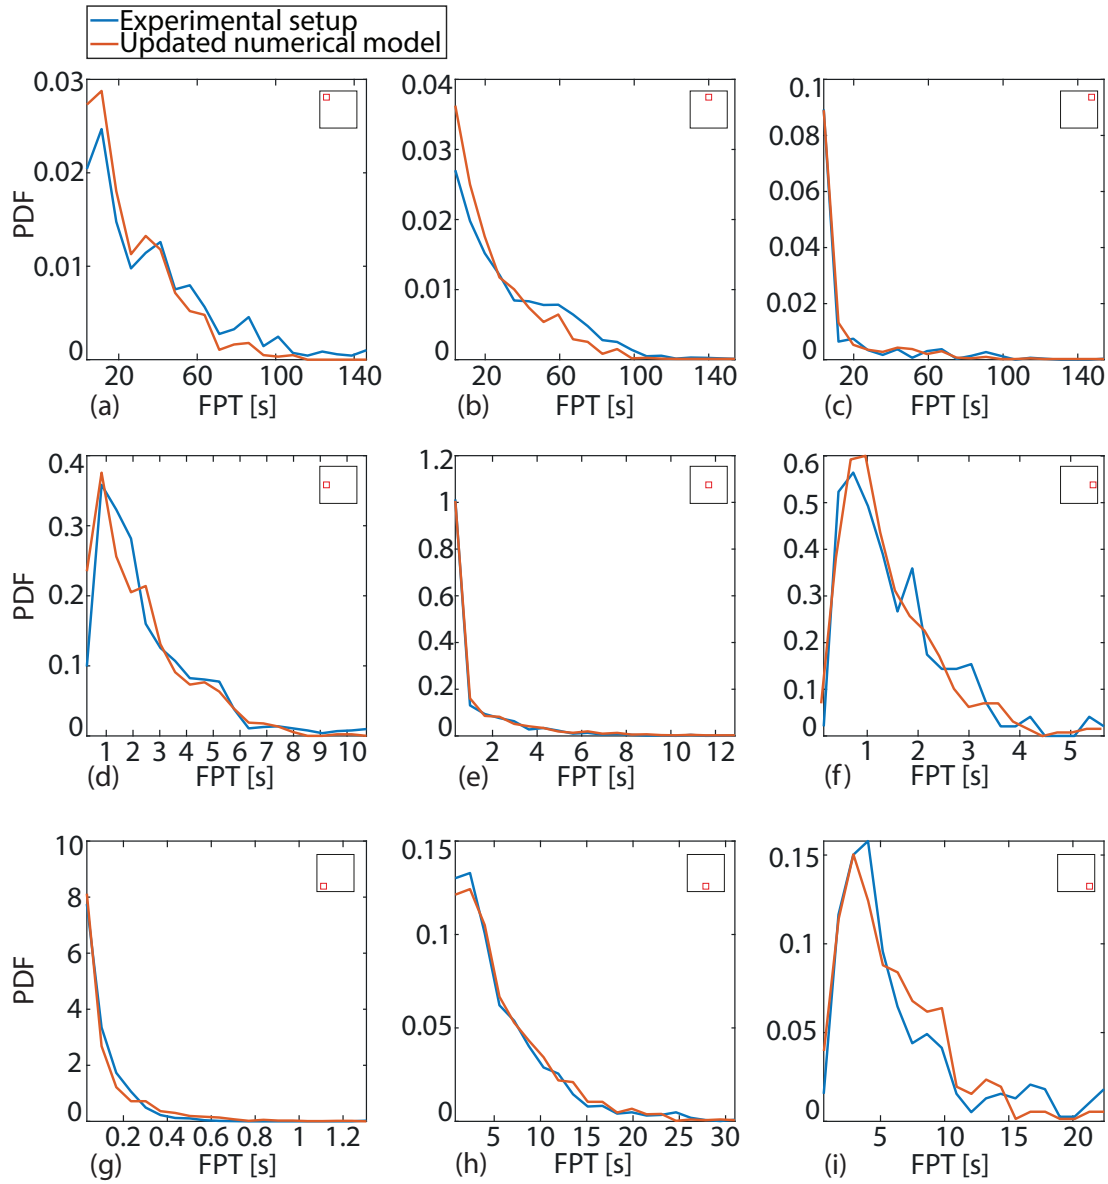 Experimental setup
Updated numerical model
0.03
0.02
0.01
0
PDF
20
60
100
140
(a)
FPT [s]
0.04
0.03
0.02
0.01
0
20
60
100
150
(b)
FPT [s]
0.1
0.08
0.06
0.04
0.02
0
20
60
100
150
(c)
FPT [s]
0.4
0.3
0.2
0.1
0
PDF
1 2 3 4 5 6 7 8 9 10
(d)
FPT [s]
1.2
1
0.8
0.6
0.4
0.2
0
2 4 6 8 10 12
(e)
FPT [s]
0.6
0.5
0.4
0.3
0.2
0.1
0
1 2 3 4 5
(f)
FPT [s]
10
8
6
4
2
0
PDF
0.2 0.4 0.6 0.8 1 1.2
(g)
FPT [s]
0.15
0.1
0.05
0
5 10 15 20 25 30
(h)
FPT [s]
0.15
0.1
0.05
0
5 10 15 20
(i)
FPT [s]